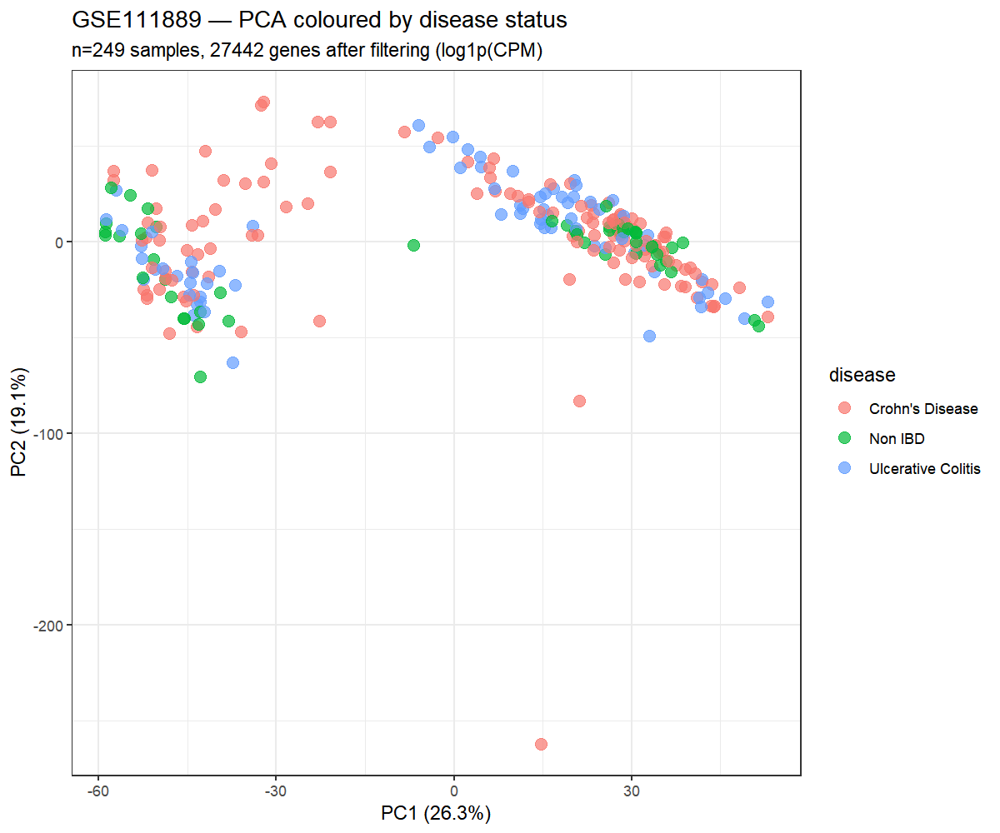 GSE111889 — PCA coloured by disease status
n=249 samples, 27442 genes after filtering (log1p(CPM)
0
-100
-200
PC2 (19.1%)
-60
-30
0
30
PC1 (26.3%)
disease
Crohn's Disease
Non IBD
Ulcerative Colitis